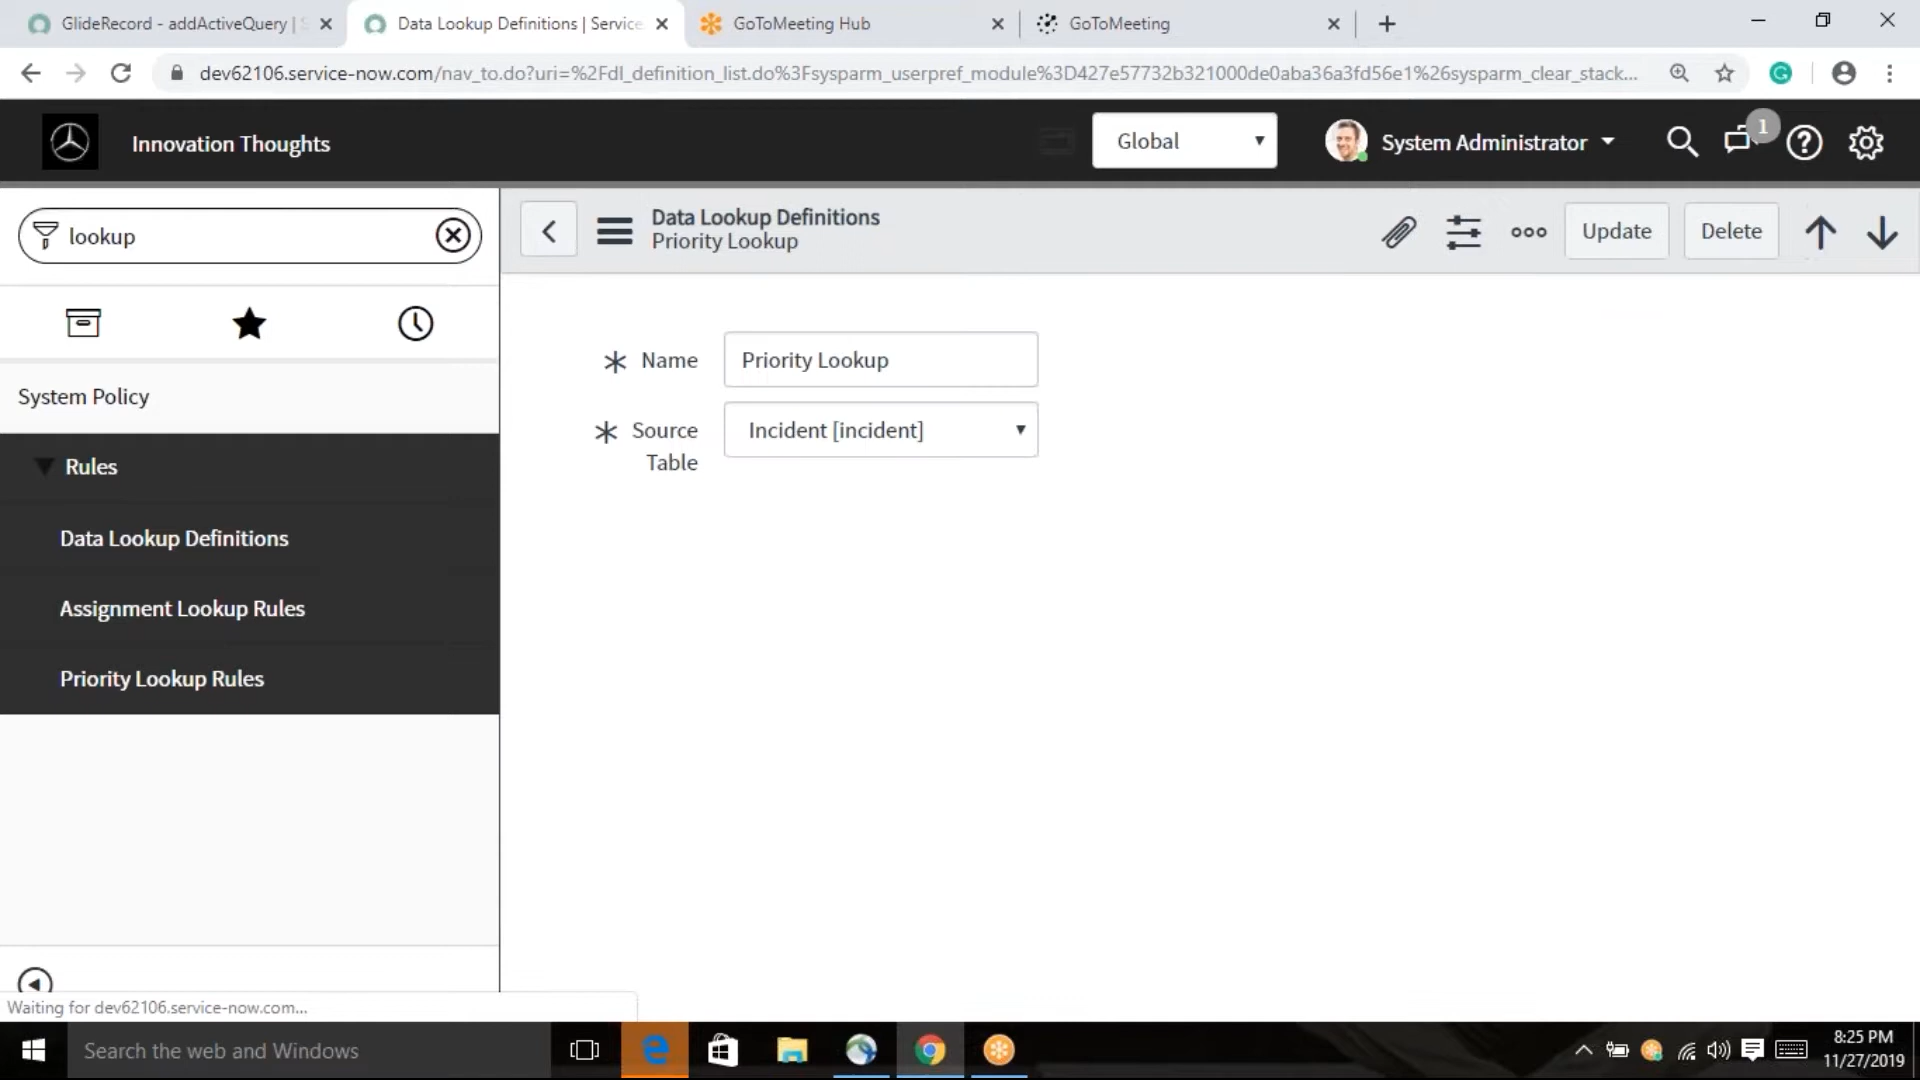 GlideRecord - addActiveQuery | S
Data Lookup Definitions | Service
GoToMeeting Hub
GoToMeeting
dev62106.service-now.com/nav_to.do?uri=%2Fdl_definition_list.do%3Fsysparm_userpref_module%3D427e57732b321000de0aba36a3fd56e1%26sysparm_clear_stack...
Innovation Thoughts
Global
System Administrator
1
lookup
Data Lookup Definitions
Priority Lookup
Update
Delete
Name
Priority Lookup
Source
Table
Incident [incident]
System Policy
Rules
Data Lookup Definitions
Assignment Lookup Rules
Priority Lookup Rules
Waiting for dev62106.service-now.com...
Search the web and Windows
8:25 PM
11/27/2019